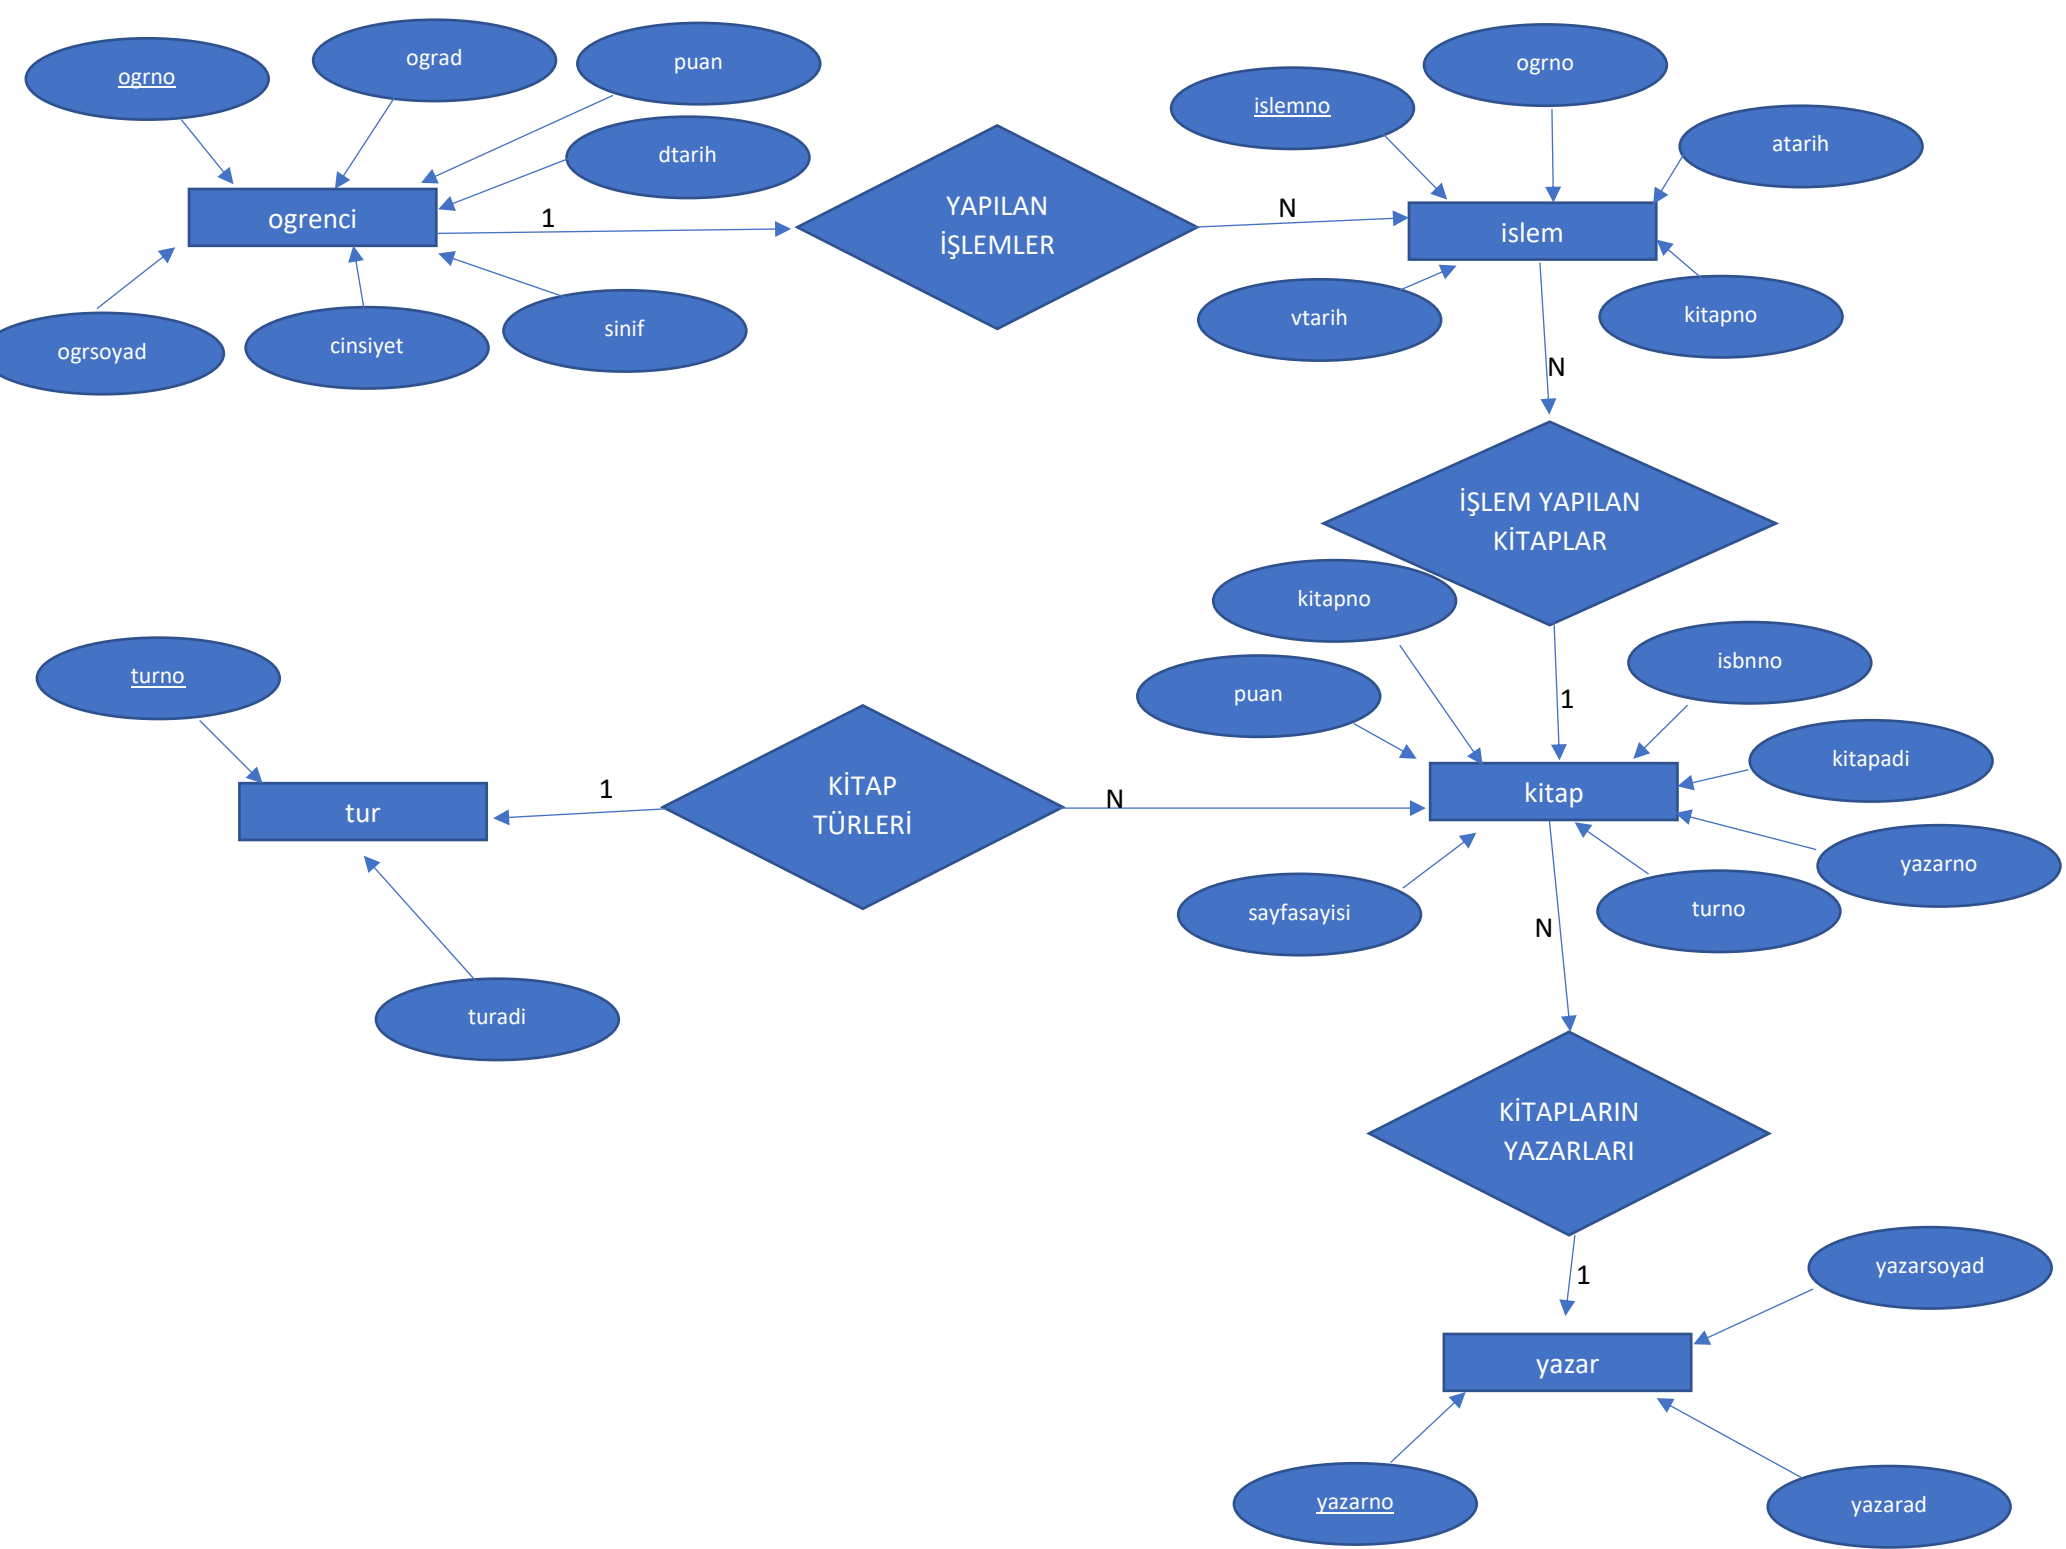 ogrno
ograd
puan
dtarih
ogrenci
ogrsoyad
cinsiyet
sinif
1
YAPILAN
İŞLEMLER
N
islemno
ogrno
atarih
islem
vtarih
kitapno
N
İŞLEM YAPILAN
KİTAPLAR
kitapno
puan
1
isbnno
kitapadi
kitap
yazarno
sayfasayisi
turno
turno
tur
1
KİTAP
TÜRLERİ
N
turadi
N
KİTAPLARIN
YAZARLARI
1
yazarsoyad
yazar
yazarno
yazarad